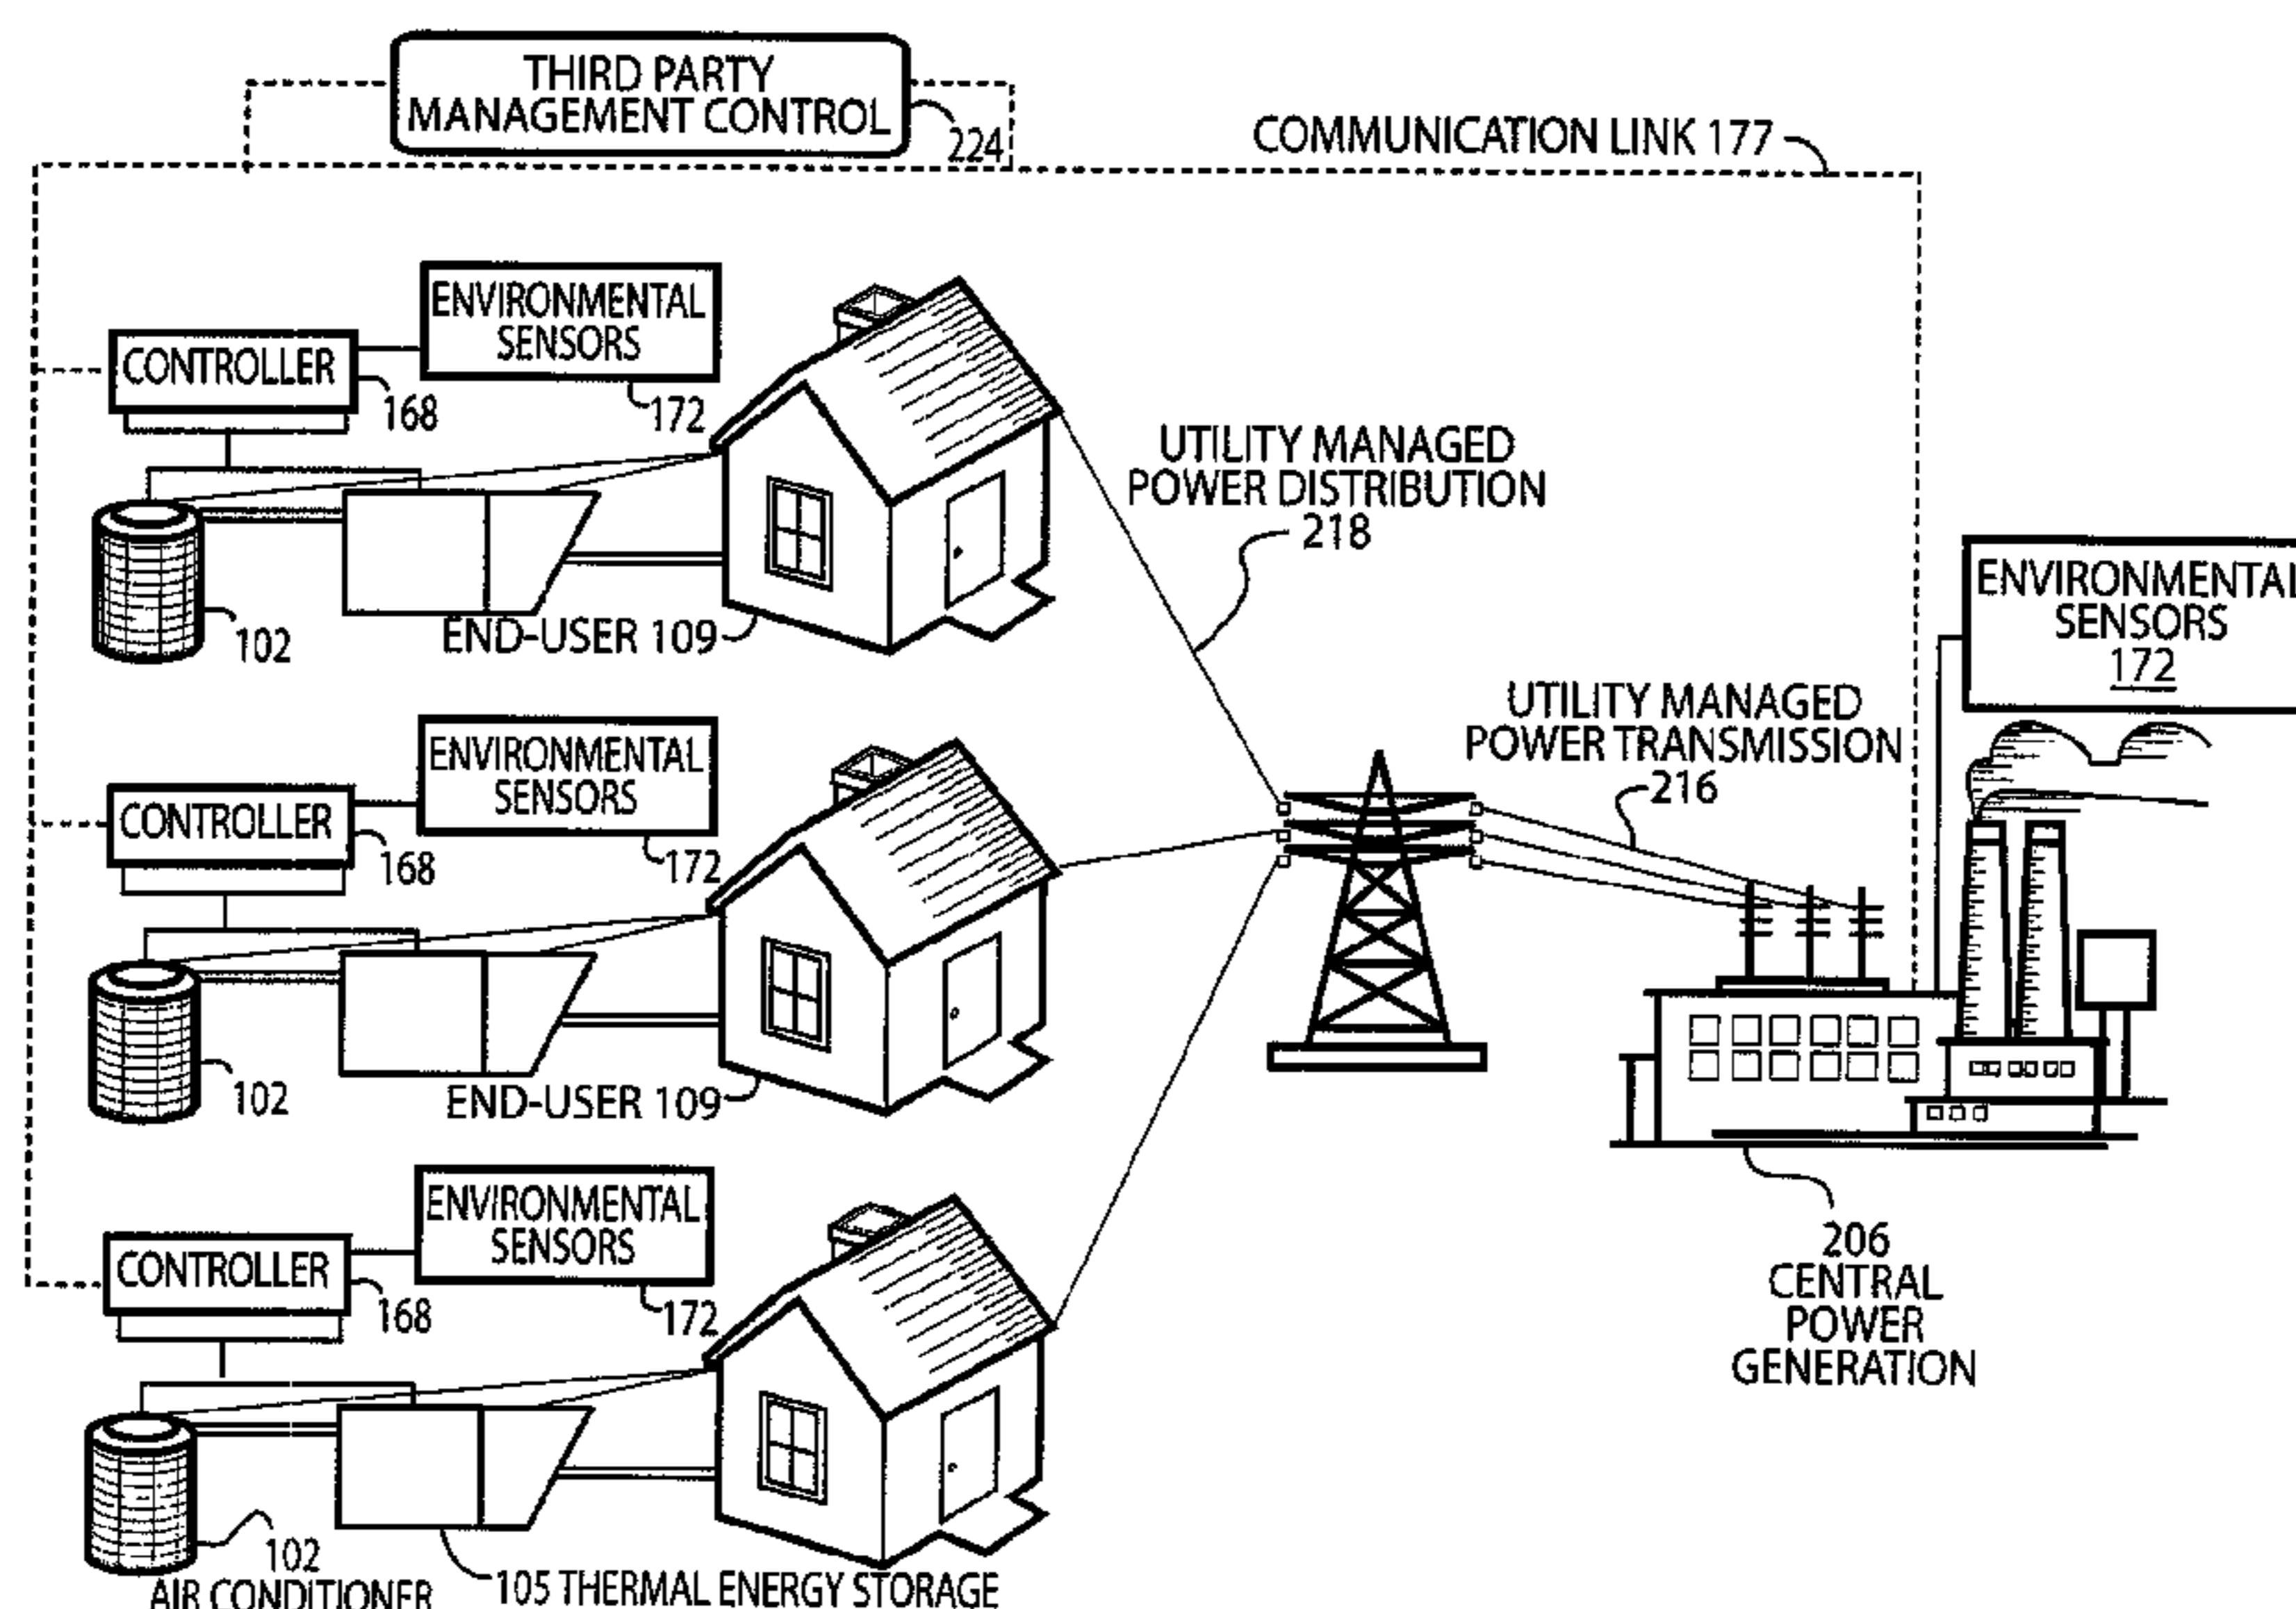 THIRD PARTY
MANAGEMENT CONTROL
224
COMMUNICATION LINK 177
ENVIRONMENTAL
SENSORS
172
CONTROLLER
168
102
END-USER 109
UTILITY MANAGED
POWER DISTRIBUTION
218
ENVIRONMENTAL
SENSORS
172
UTILITY MANAGED
POWER TRANSMISSION
216
ENVIRONMENTAL
SENSORS
172
CONTROLLER
168
102
END-USER 109
ENVIRONMENTAL
SENSORS
172
CONTROLLER
168
206
CENTRAL
POWER
GENERATION
102
AIR CONDITIONER
105 THERMAL ENERGY STORAGE